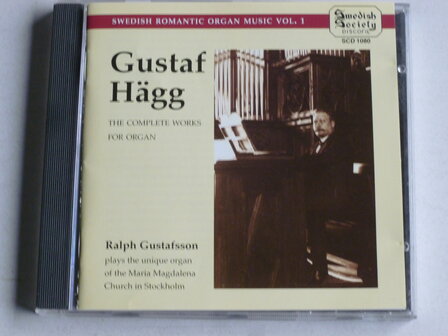 SWEDISH ROMANTIC ORGAN MUSIC VOL. 1
Swedish
Society
DISCOFIL
SCD 1080
Gustaf
Hägg
THE COMPLETE WORKS
FOR ORGAN
Ralph Gustafsson
plays the unique organ
of the Maria Magdalena
Church in Stockholm